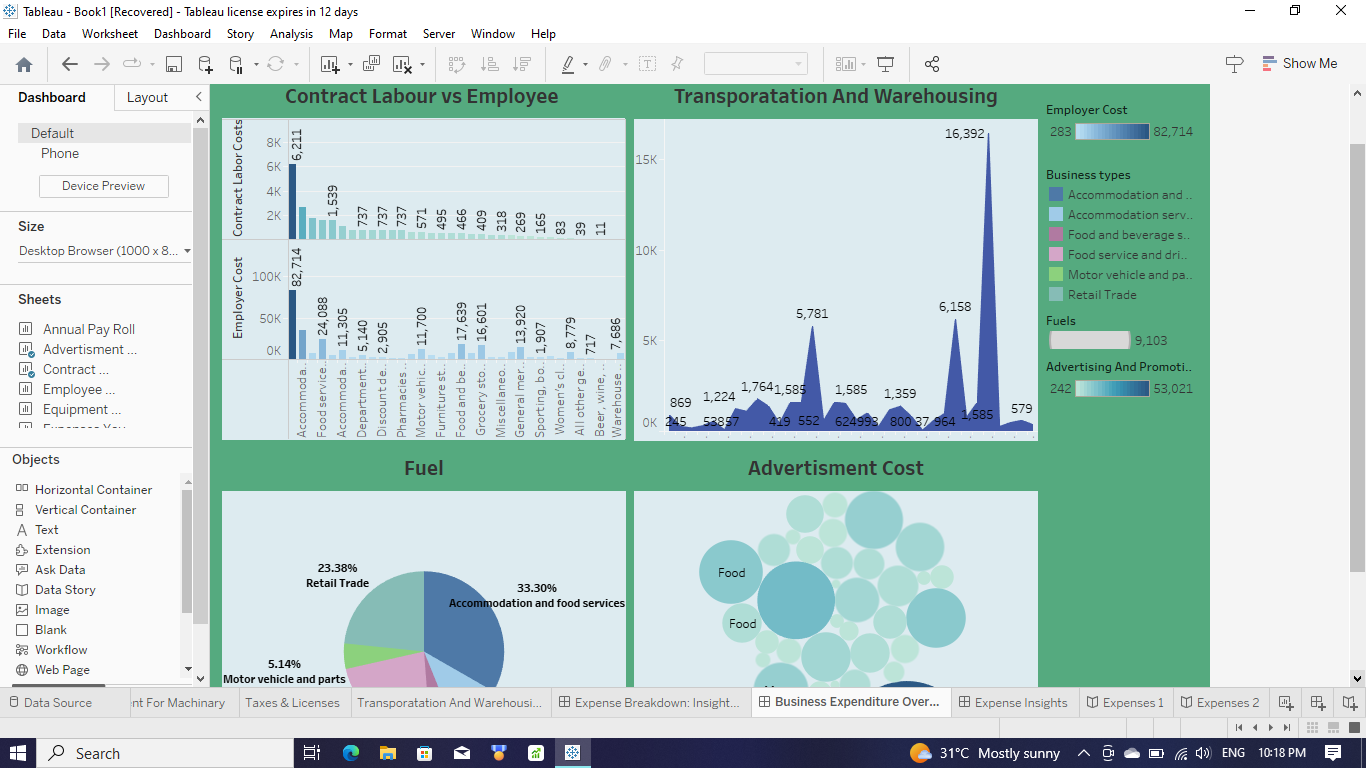 Tableau - Book1 [Recovered] - Tableau license expires in 12 days
File Data Worksheet Dashboard Story Analysis Map Format Server Window Help
Show Me
Dashboard Layout
Default
Phone
Device Preview
Size
Desktop Browser (1000 x 8...
Sheets
Annual Pay Roll
Advertisment ...
Contract ...
Employee ...
Equipment ...
Objects
Horizontal Container
Vertical Container
Text
Extension
Ask Data
Data Story
Image
Blank
Workflow
Web Page
Contract Labour vs Employee
Contract Labor Costs
8K
6K
4K
2K
6,211 1,539 737 737 737 571 495 466 409 318 269 165 83 39 11
Employer Cost
100K
50K
0K
82,714 24,088 11,305 5,140 2,905 11,700 17,639 16,601 13,920 1,907 8,779 717 7,686
Accommoda..
Foodservice..
Accommoda..
Department..
Discount de..
Pharmacies..
Motor vehic..
Furniture st..
Food and be..
Grocery sto..
Miscellaneo..
General mer..
Sporting, bo..
Women's cl..
All other ge..
Beer, wine, ..
Warehouse ..
Transporatation And Warehousing
15K
10K
5K
0K
16,392
5,781
6,158
869 1,224 1,764 1,585 1,585 1,359 1,585 579
245 53857 419 552 624993 800 37 964
Employer Cost
283 82,714
Business types
Accommodation and ..
Accommodation serv..
Food and beverage s..
Food service and dri..
Motor vehicle and pa..
Retail Trade
Fuels
9,103
Advertising And Promoti..
242 53,021
Fuel
23.38%
Retail Trade
33.30%
Accommodation and food services
5.14%
Motor vehicle and parts
Advertisment Cost
Food
Food
Data Source
nt For Machinary
Taxes & Licenses
Transporatation And Warehousi...
Expense Breakdown: Insight...
Business Expenditure Over...
Expense Insights
Expenses 1
Expenses 2
Search
31°C Mostly sunny
ENG 10:18 PM